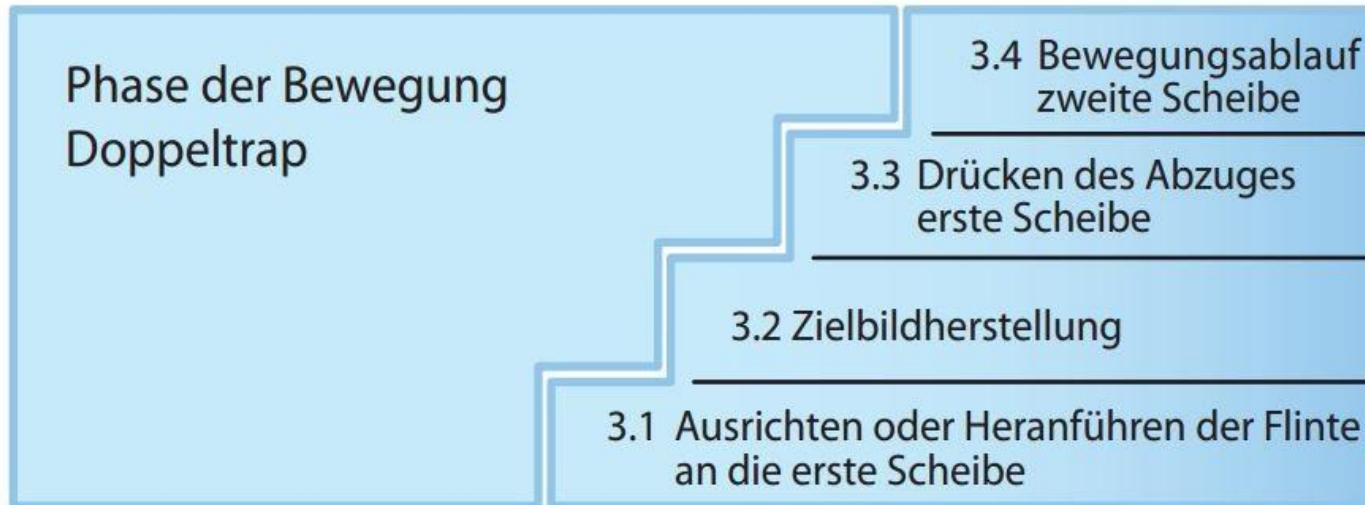 Phase der Bewegung
Doppeltrap
3.4 Bewegungsablauf
zweite Scheibe
3.3 Drücken des Abzuges
erste Scheibe
3.2 Zielbildherstellung
3.1 Ausrichten oder Heranführen der Flinte
an die erste Scheibe